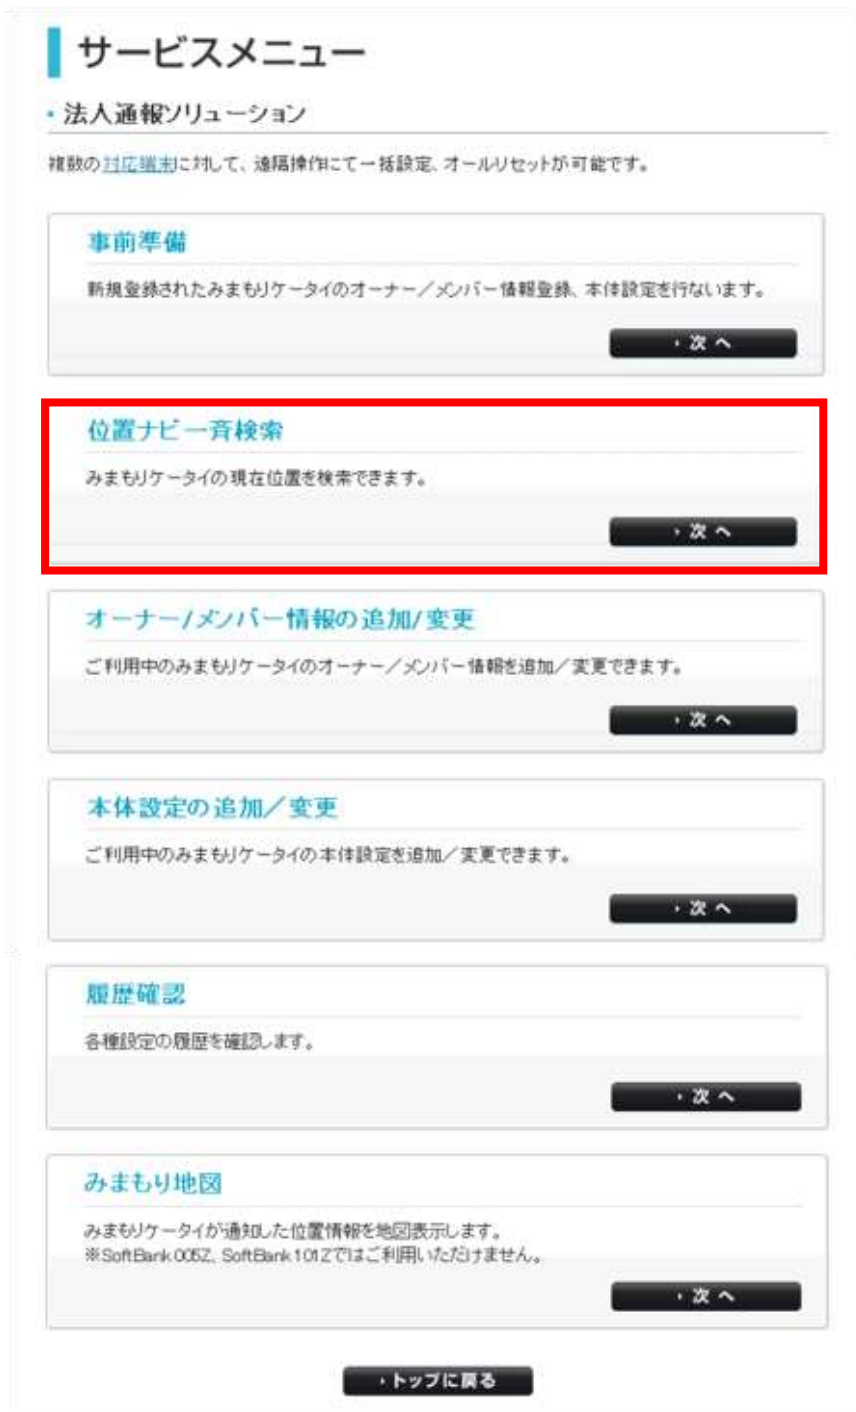 サービスメニュー
・法人通報ソリューション
複数の対応端末に対して、遠隔操作にて一括設定、オールリセットが可能です。
事前準備
新規登録されたみまもりケータイのオーナー／メンバー情報登録、本体設定を行ないます。
次へ
位置ナビ一斉検索
みまもりケータイの現在位置を検索できます。
次へ
オーナー/メンバー情報の追加/変更
ご利用中のみまもりケータイのオーナー／メンバー情報を追加／変更できます。
次へ
本体設定の追加／変更
ご利用中のみまもりケータイの本体設定を追加／変更できます。
次へ
履歴確認
各種設定の履歴を確認します。
次へ
みまもり地図
みまもりケータイが通知した位置情報を地図表示します。
※SoftBank 005Z, SoftBank 101Zではご利用いただけません。
次へ
トップに戻る